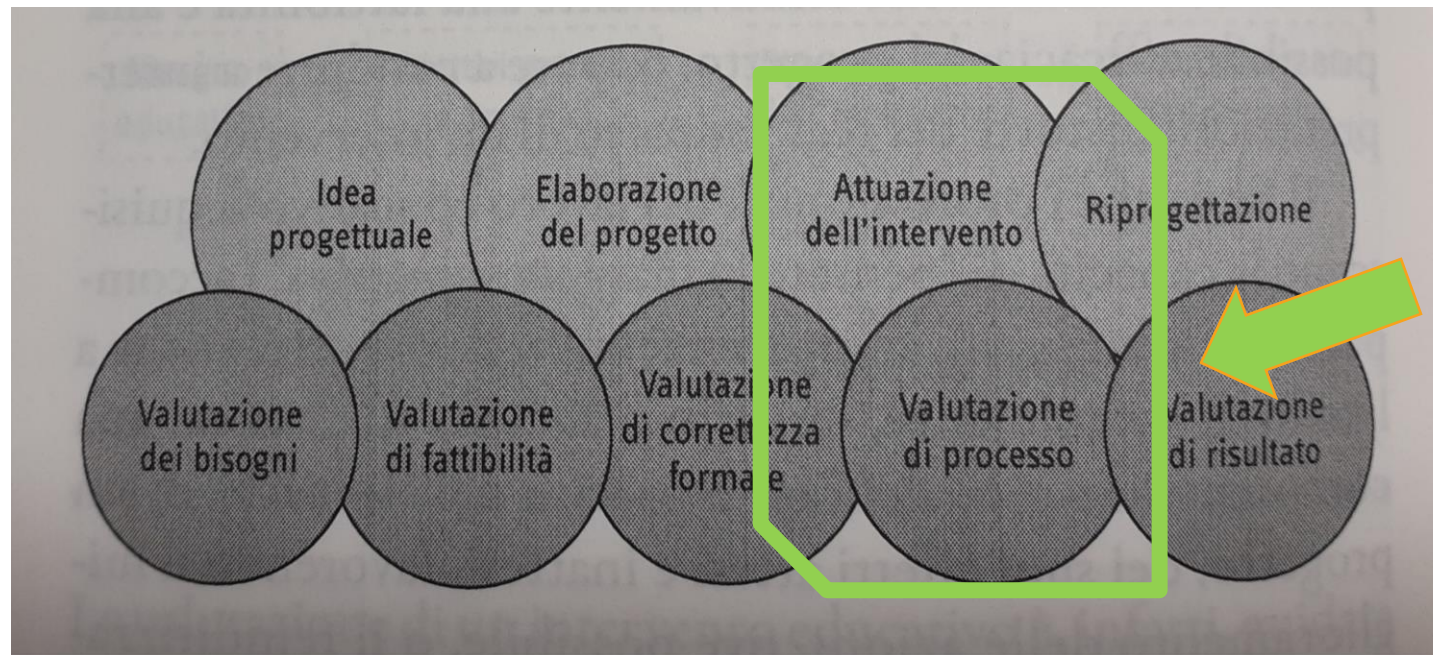 Idea
progettuale
Elaborazione
del progetto
Attuazione
dell'intervento
Riprogettazione
Valutazione
dei bisogni
Valutazione
di fattibilità
Valutazione
di correttezza
formale
Valutazione
di processo
Valutazione
di risultato